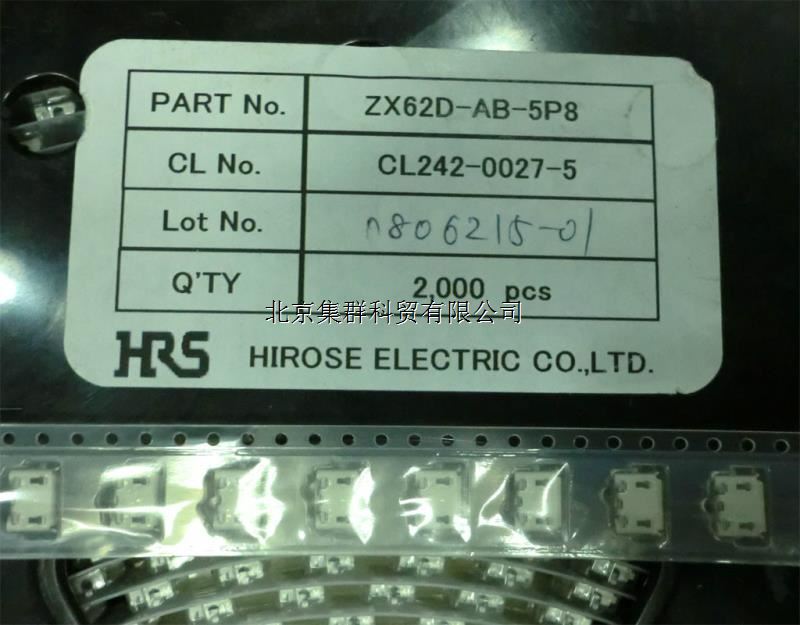 PART No. ZX62D-AB-5P8
CL No. CL242-0027-5
Lot No. n806215-01
Q'TY 2,000 pcs
北京集群科贸有限公司
HRS HIROSE ELECTRIC CO.,LTD.